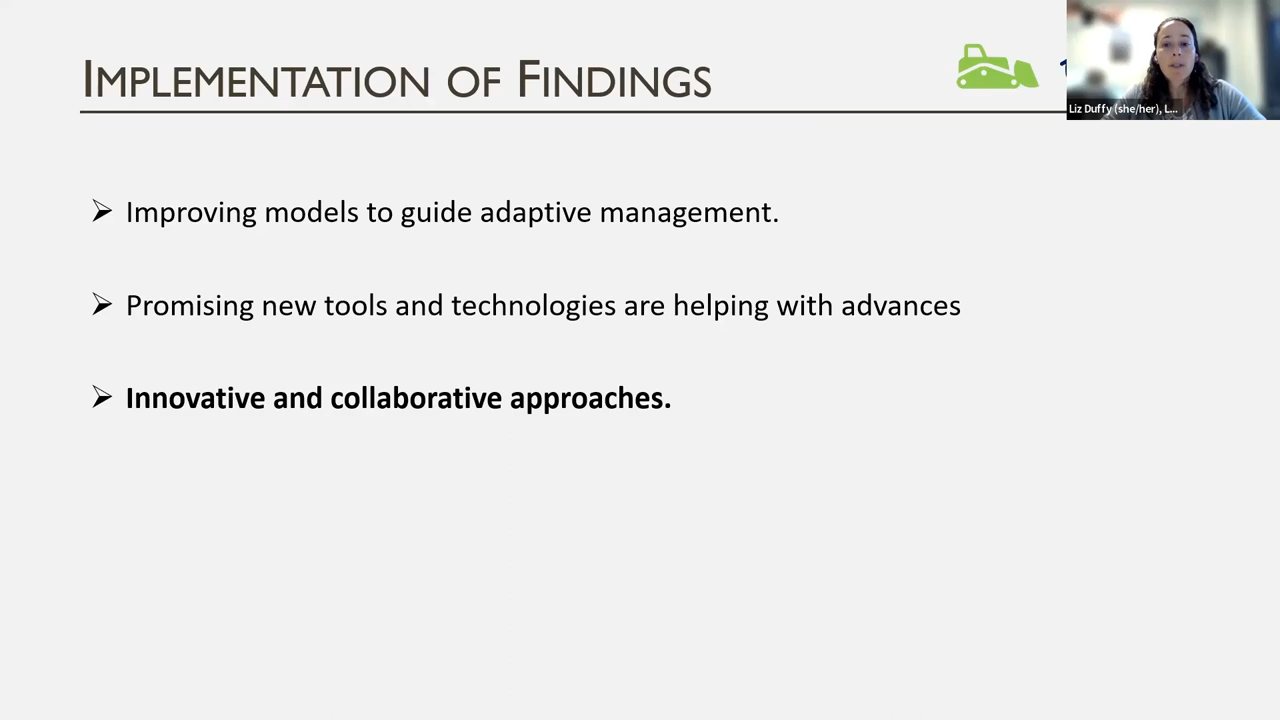 IMPLEMENTATION OF FINDINGS
Liz Duffy (she/her), L...
➢ Improving models to guide adaptive management.
➢ Promising new tools and technologies are helping with advances
➢ Innovative and collaborative approaches.